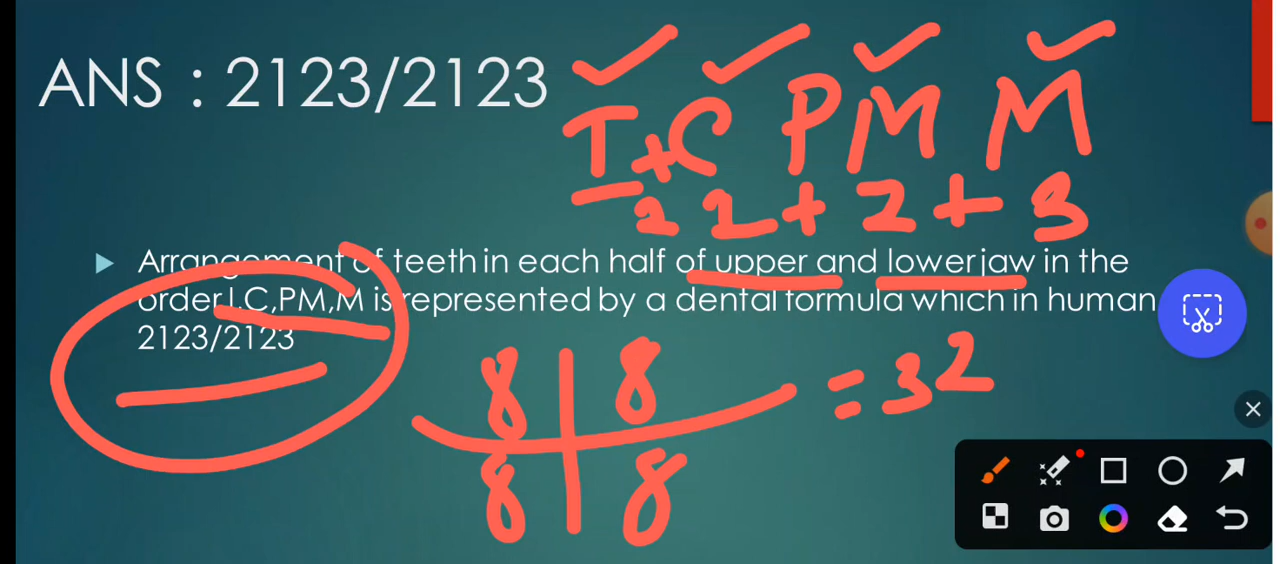 ANS : 2123/2123
I C PM M
2 + 2 + 2 + 3
Arrangement of teeth in each half of upper and lower jaw in the
order I,C,PM,M is represented by a dental formula which in human
2123/2123
8 8
= 32
8 8